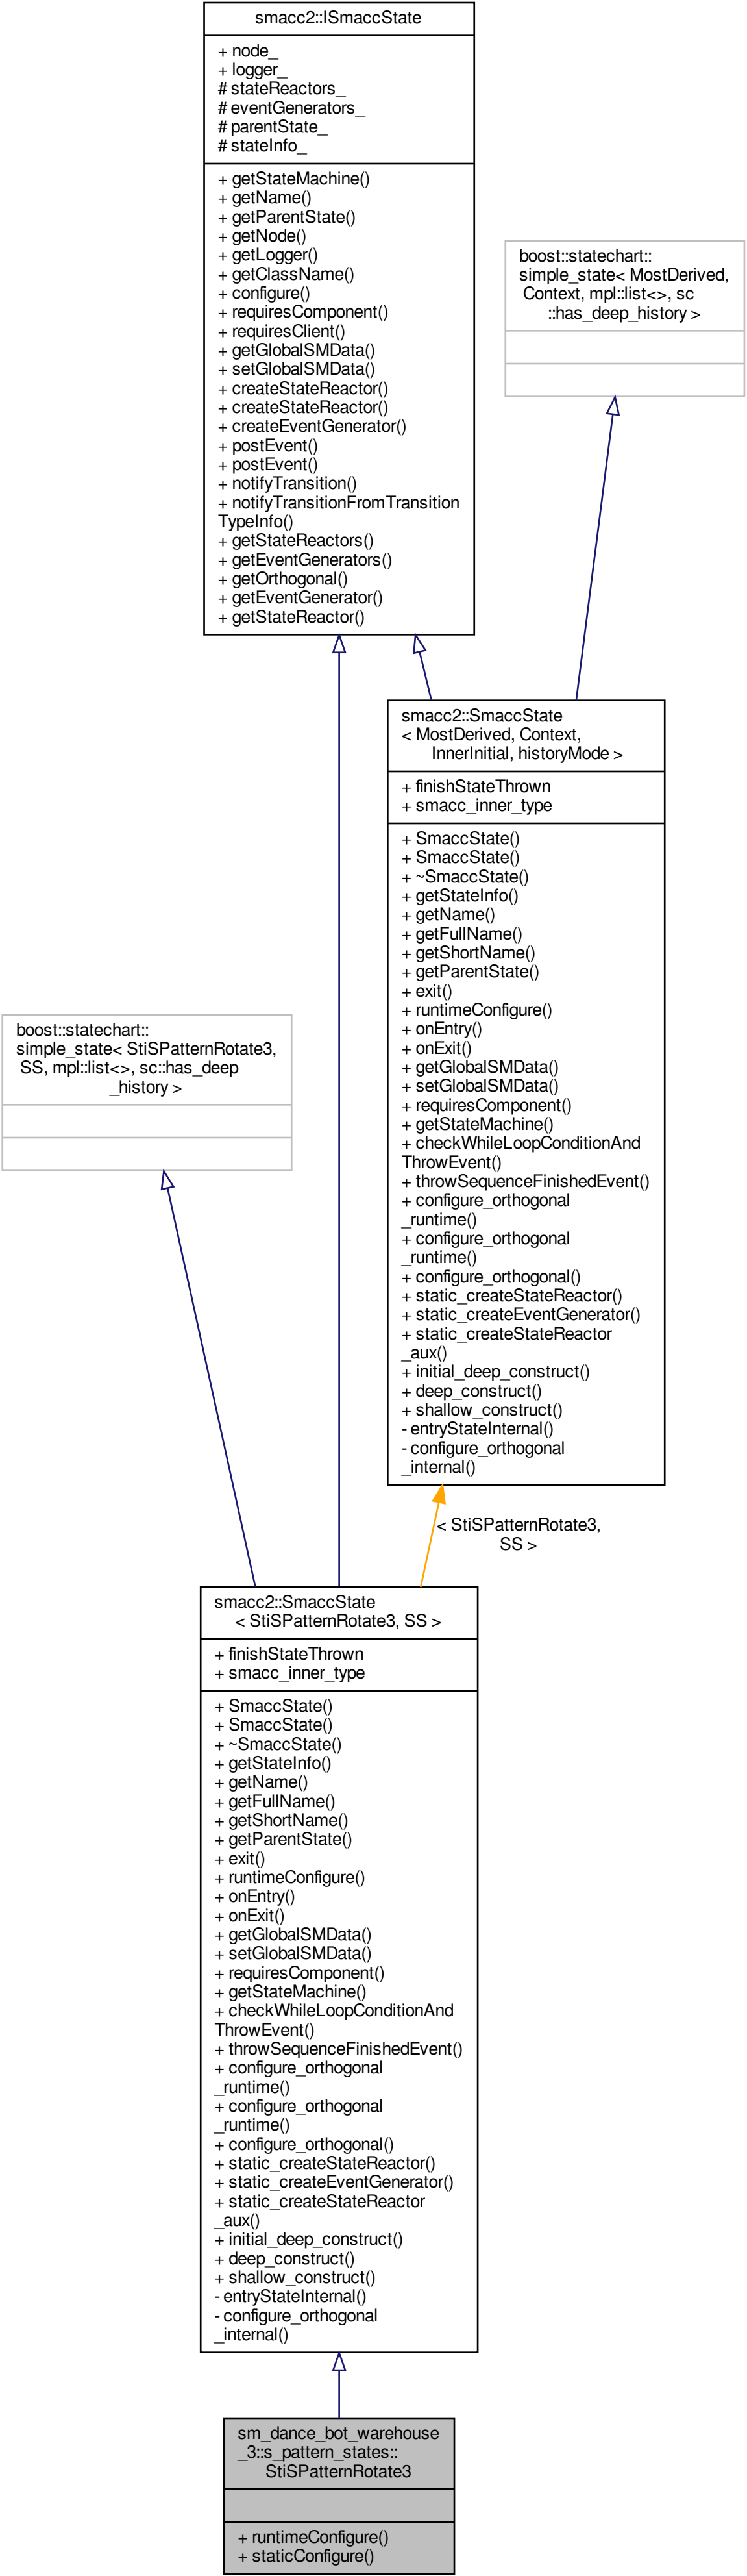 smacc2::ISmaccState
+ node_
+ logger_
# stateReactors_
# eventGenerators_
# parentState_
# stateInfo_
+ getStateMachine()
+ getName()
+ getParentState()
+ getNode()
+ getLogger()
+ getClassName()
+ configure()
+ requiresComponent()
+ requiresClient()
+ getGlobalSMData()
+ setGlobalSMData()
+ createStateReactor()
+ createStateReactor()
+ createEventGenerator()
+ postEvent()
+ postEvent()
+ notifyTransition()
+ notifyTransitionFromTransition
TypeInfo()
+ getStateReactors()
+ getEventGenerators()
+ getOrthogonal()
+ getEventGenerator()
+ getStateReactor()
boost::statechart::
simple_state< MostDerived,
Context, mpl::list<>, sc
::has_deep_history >
smacc2::SmaccState
< MostDerived, Context,
InnerInitial, historyMode >
+ finishStateThrown
+ smacc_inner_type
+ SmaccState()
+ SmaccState()
+ ~SmaccState()
+ getStateInfo()
+ getName()
+ getFullName()
+ getShortName()
+ getParentState()
+ exit()
+ runtimeConfigure()
+ onEntry()
+ onExit()
+ getGlobalSMData()
+ setGlobalSMData()
+ requiresComponent()
+ getStateMachine()
+ checkWhileLoopConditionAnd
ThrowEvent()
+ throwSequenceFinishedEvent()
+ configure_orthogonal
_runtime()
+ configure_orthogonal
_runtime()
+ configure_orthogonal()
+ static_createStateReactor()
+ static_createEventGenerator()
+ static_createStateReactor
_aux()
+ initial_deep_construct()
+ deep_construct()
+ shallow_construct()
- entryStateInternal()
- configure_orthogonal
_internal()
boost::statechart::
simple_state< StiSPatternRotate3,
SS, mpl::list<>, sc::has_deep
_history >
< StiSPatternRotate3,
SS >
smacc2::SmaccState
< StiSPatternRotate3, SS >
+ finishStateThrown
+ smacc_inner_type
+ SmaccState()
+ SmaccState()
+ ~SmaccState()
+ getStateInfo()
+ getName()
+ getFullName()
+ getShortName()
+ getParentState()
+ exit()
+ runtimeConfigure()
+ onEntry()
+ onExit()
+ getGlobalSMData()
+ setGlobalSMData()
+ requiresComponent()
+ getStateMachine()
+ checkWhileLoopConditionAnd
ThrowEvent()
+ throwSequenceFinishedEvent()
+ configure_orthogonal
_runtime()
+ configure_orthogonal
_runtime()
+ configure_orthogonal()
+ static_createStateReactor()
+ static_createEventGenerator()
+ static_createStateReactor
_aux()
+ initial_deep_construct()
+ deep_construct()
+ shallow_construct()
- entryStateInternal()
- configure_orthogonal
_internal()
sm_dance_bot_warehouse
_3::s_pattern_states::
StiSPatternRotate3
+ runtimeConfigure()
+ staticConfigure()